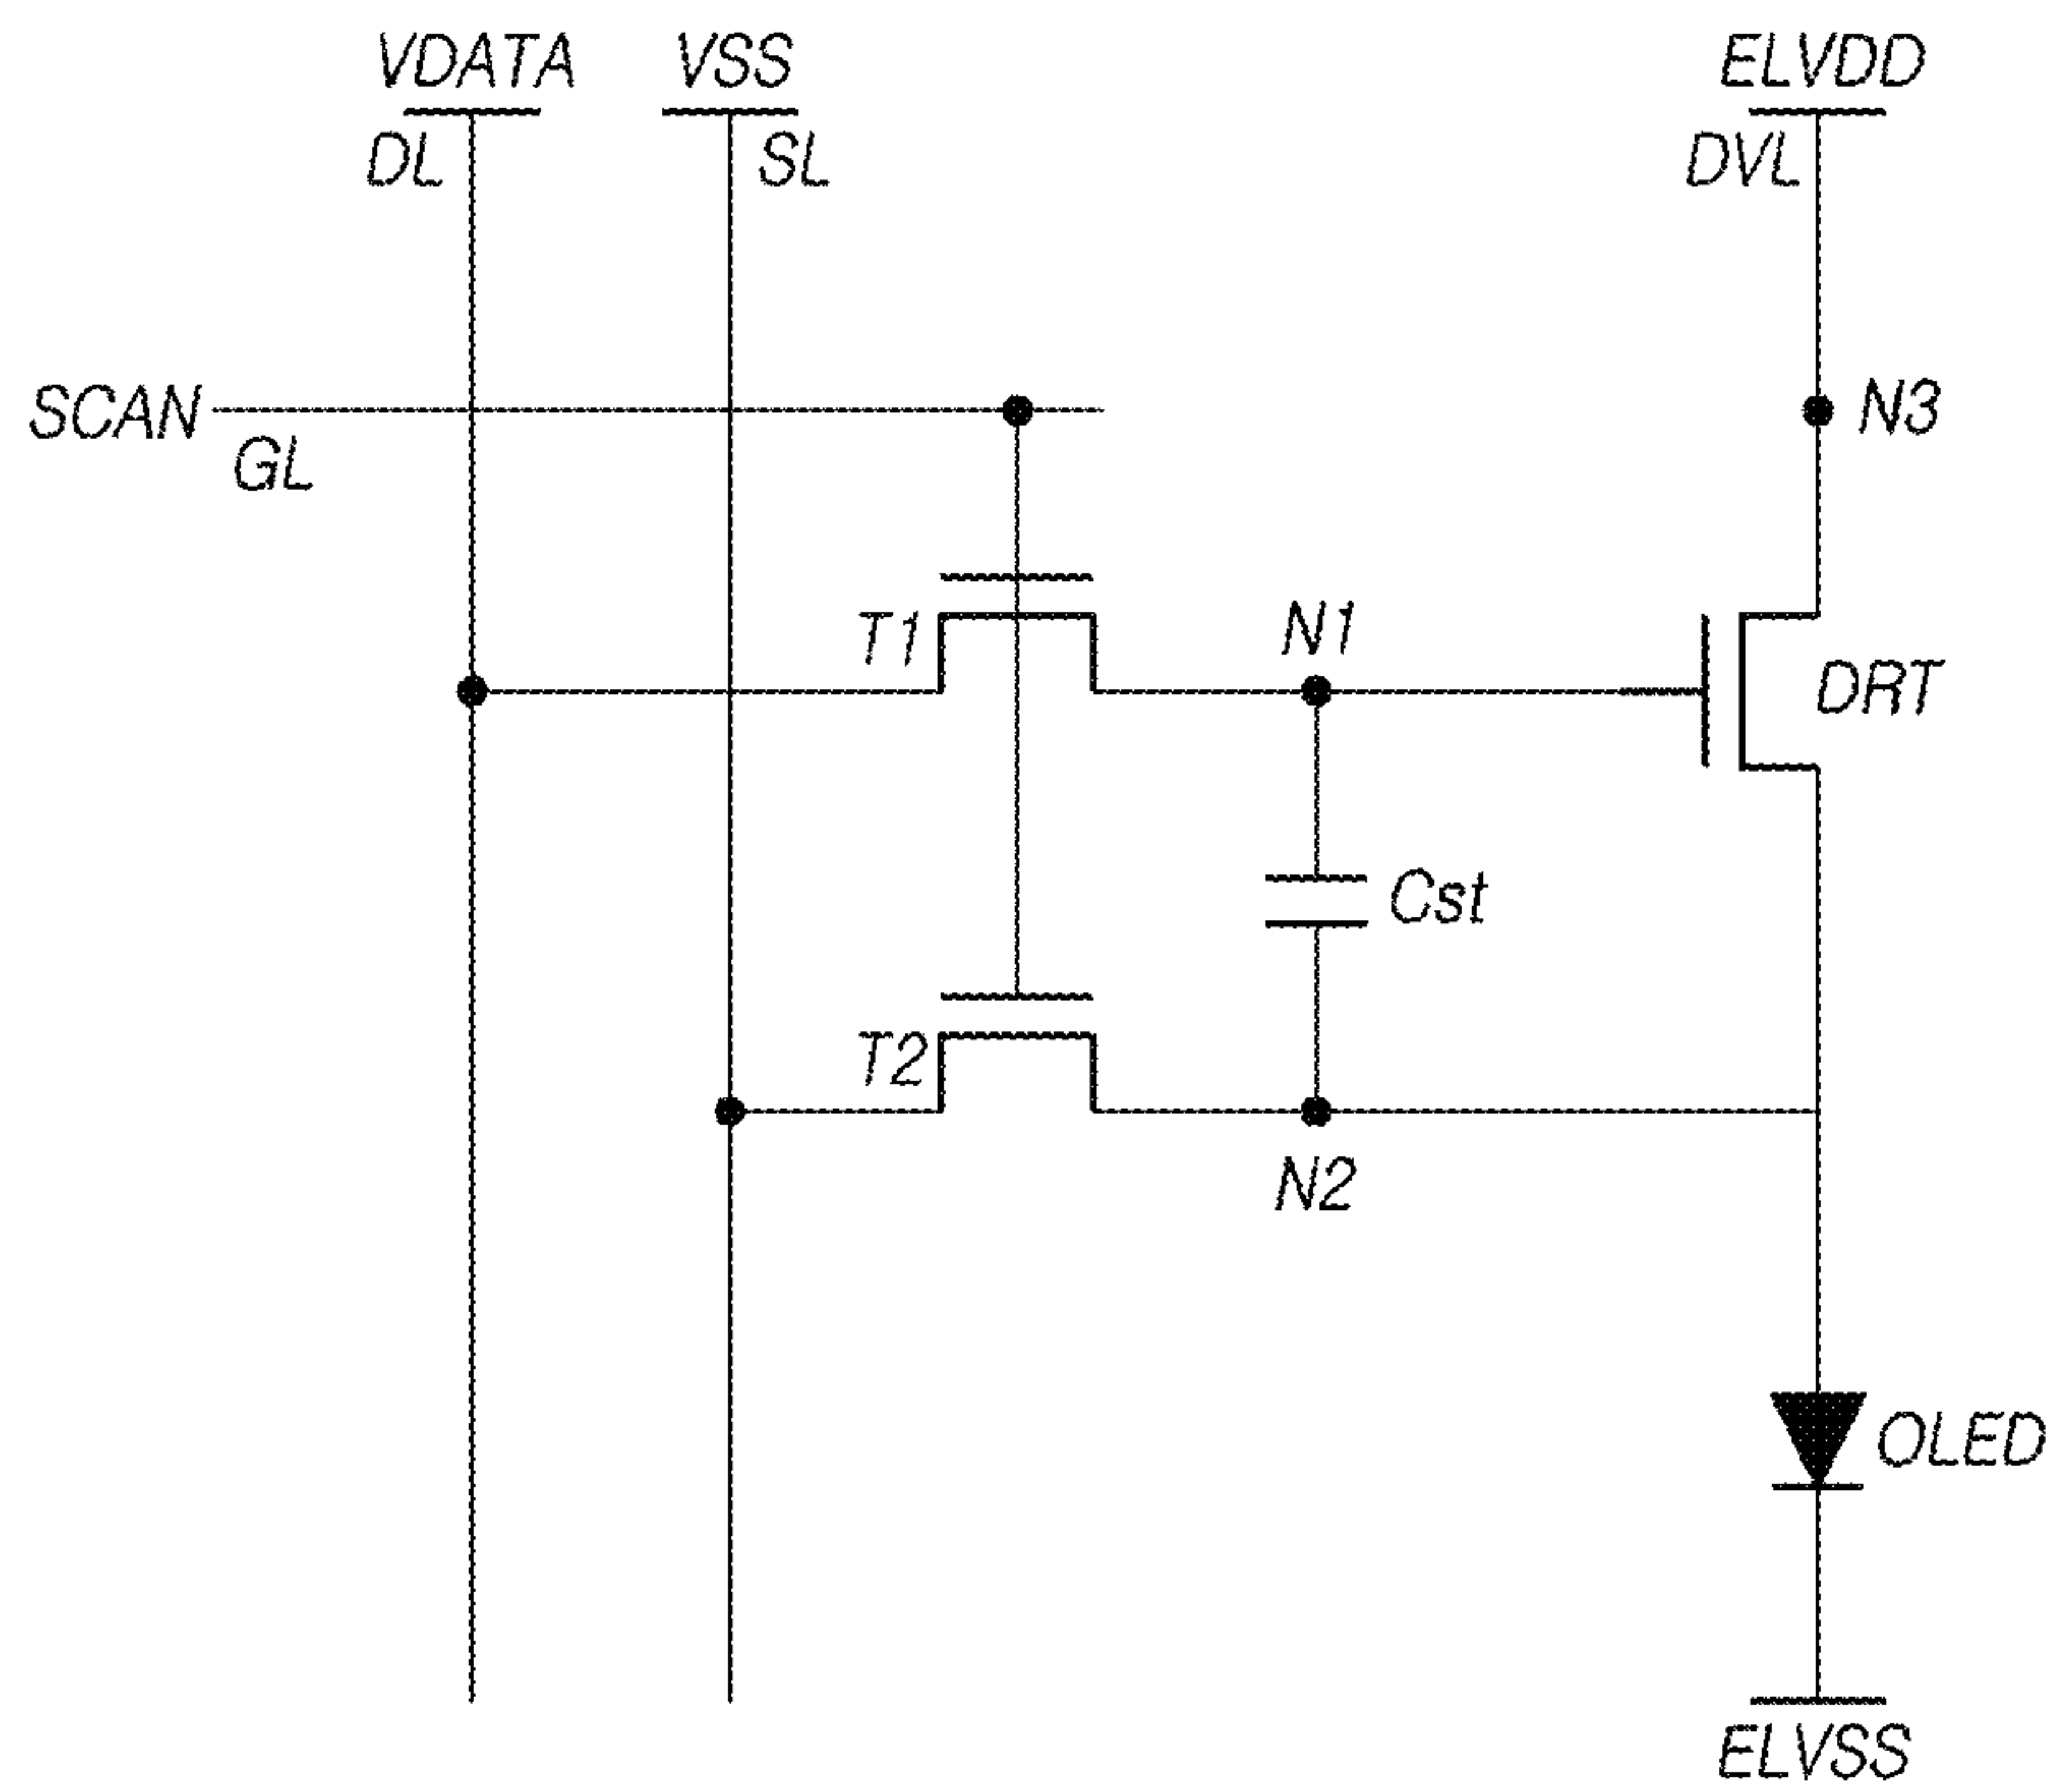 VDATA
VSS
ELVDD
DL
SL
DVL
SCAN
GL
N3
T1
N1
DRT
Cst
T2
N2
OLED
ELVSS